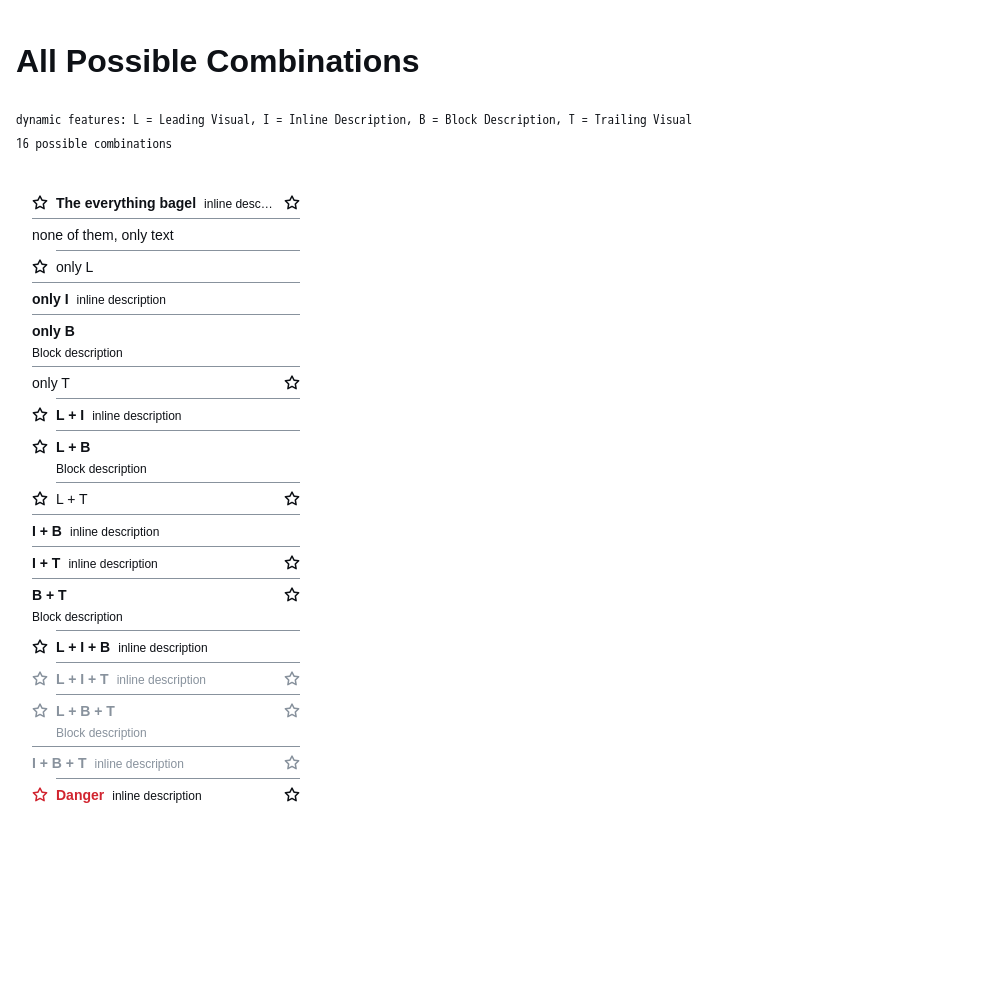 All Possible Combinations
dynamic features: L = Leading Visual, I = Inline Description, B = Block Description, T = Trailing Visual
16 possible combinations
The everything bagel inline desc…
none of them, only text
only L
only I inline description
only B
Block description
only T
L + I inline description
L + B
Block description
L + T
I + B inline description
I + T inline description
B + T
Block description
L + I + B inline description
L + I + T inline description
L + B + T
Block description
I + B + T inline description
Danger inline description